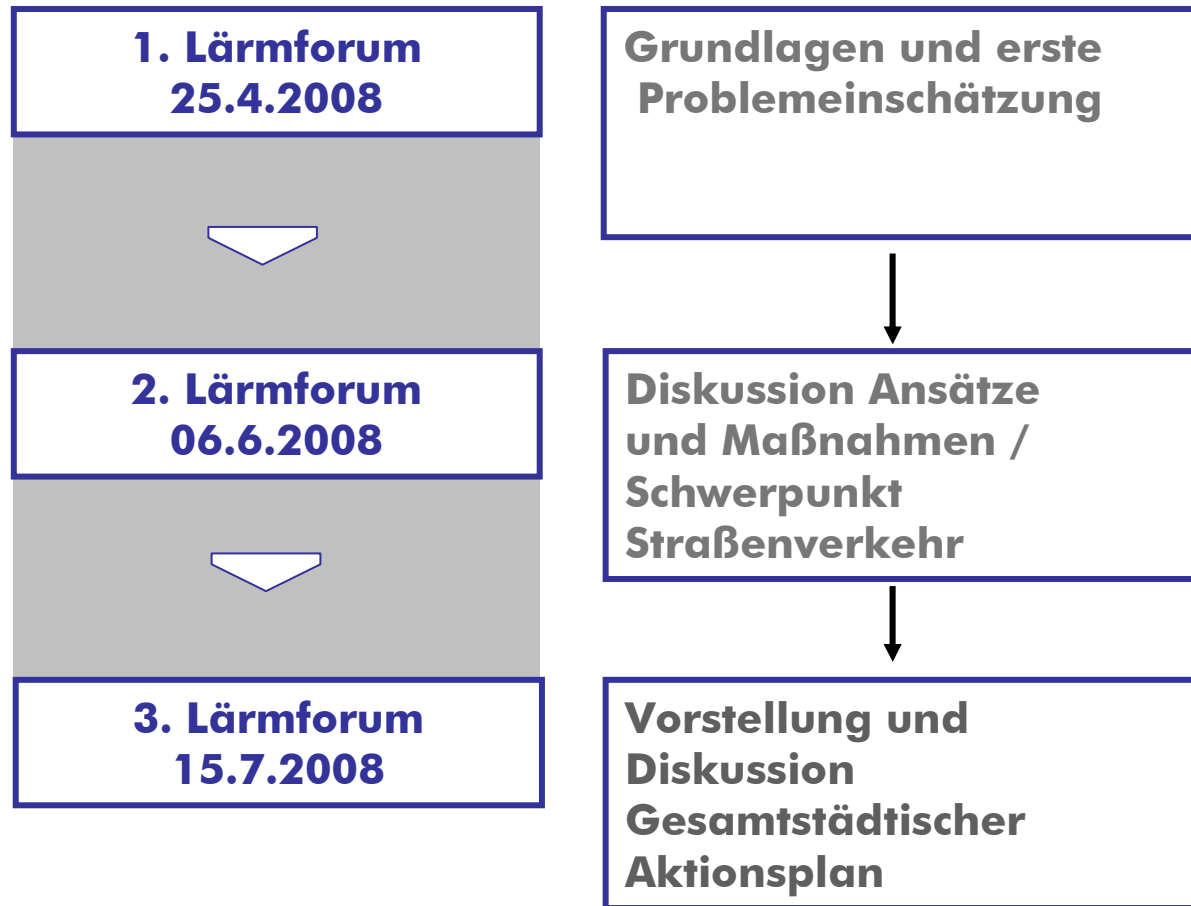 1. Lärmforum
25.4.2008
Grundlagen und erste
Problemeinschätzung
2. Lärmforum
06.6.2008
Diskussion Ansätze
und Maßnahmen /
Schwerpunkt
Straßenverkehr
3. Lärmforum
15.7.2008
Vorstellung und
Diskussion
Gesamtstädtischer
Aktionsplan